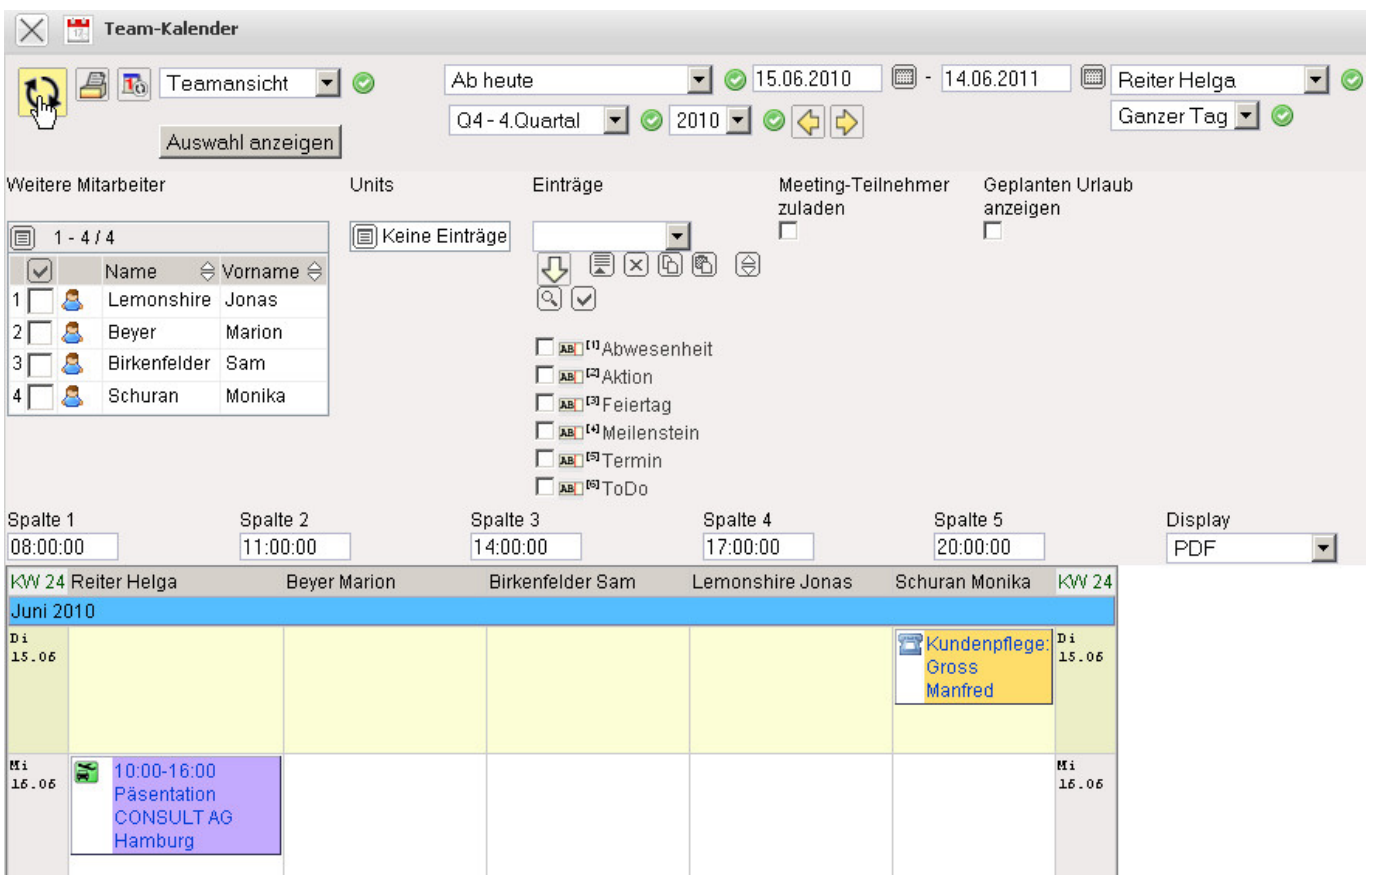 Team-Kalender
Teamansicht Ab heute 15.06.2010 - 14.06.2011 Reiter Helga
Q4-4.Quartal 2010 Ganzer Tag
Auswahl anzeigen
Weitere Mitarbeiter Units Einträge Meeting-Teilnehmer Geplanten Urlaub
zuladen anzeigen
1 - 4 / 4 Keine Einträge
Name Vorname
1 Lemonshire Jonas
2 Beyer Marion
3 Birkenfelder Sam
4 Schuran Monika
AB [1] Abwesenheit
AB [2] Aktion
AB [3] Feiertag
AB [4] Meilenstein
AB [5] Termin
AB [6] ToDo
Spalte 1 Spalte 2 Spalte 3 Spalte 4 Spalte 5 Display
08:00:00 11:00:00 14:00:00 17:00:00 20:00:00 PDF
KW 24 Reiter Helga Beyer Marion Birkenfelder Sam Lemonshire Jonas Schuran Monika KW 24
Juni 2010
Di
15.06
Kundenpflege:
Gross
Manfred
Di
15.06
Mi
16.06
10:00-16:00
Päsentation
CONSULT AG
Hamburg
Mi
16.06